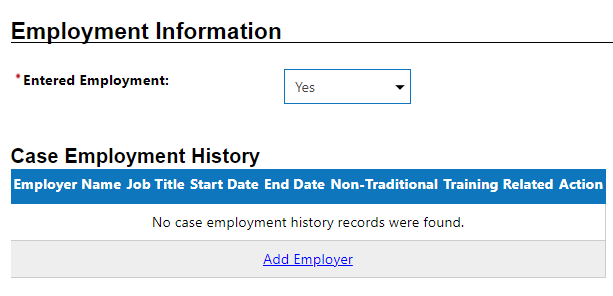 Employment Information
*Entered Employment:
Yes
Case Employment History
Employer Name Job Title Start Date End Date Non-Traditional Training Related Action
No case employment history records were found.
Add Employer